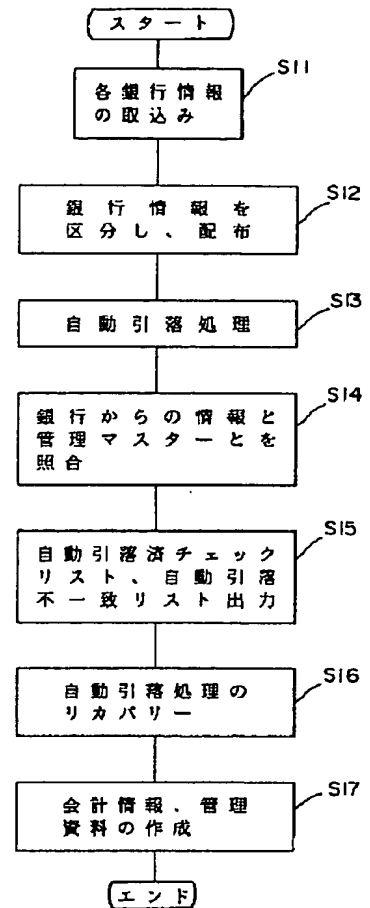 スタート
S11
各銀行情報
の取込み
S12
銀行情報を
区分し、配布
S13
自動引落処理
S14
銀行からの情報と
管理マスターとを
照合
S15
自動引落済チェック
リスト、自動引落
不一致リスト出力
S16
自動引落処理の
リカバリー
S17
会計情報、管理
資料の作成
エンド